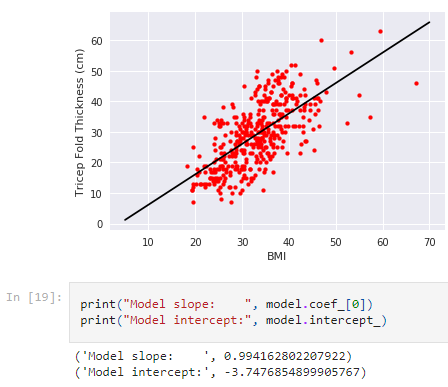 60
50
40
30
20
10
0
Tricep Fold Thickness (cm)
10 20 30 40 50 60 70
BMI
In [19]:
print("Model slope:    ", model.coef_[0])
print("Model intercept:", model.intercept_)
('Model slope:    ', 0.994162802207922)
('Model intercept:', -3.7476854899905767)